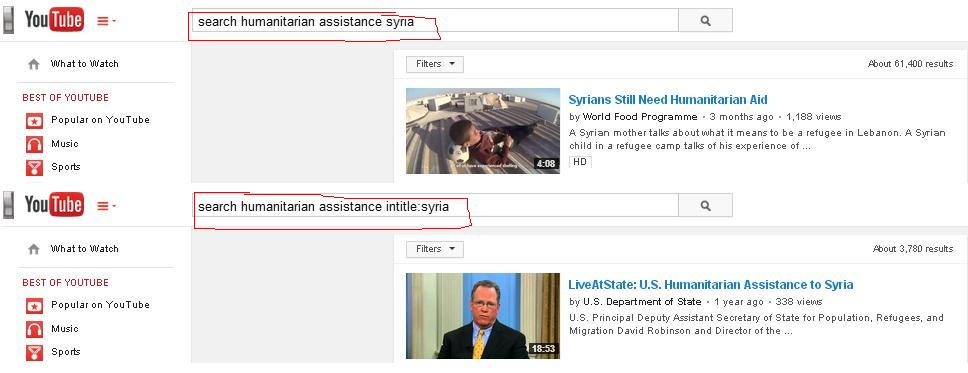 YouTube
search humanitarian assistance syria
What to Watch
Filters
About 61,400 results
BEST OF YOUTUBE
Popular on YouTube
Music
Sports
4:08
Syrians Still Need Humanitarian Aid
by World Food Programme · 3 months ago · 1,188 views
A Syrian mother talks about what it means to be a refugee in Lebanon. A Syrian
child in a refugee camp talks of his experience of ...
HD
YouTube
search humanitarian assistance intitle:syria
What to Watch
Filters
About 3,780 results
BEST OF YOUTUBE
Popular on YouTube
Music
Sports
18:53
LiveAtState: U.S. Humanitarian Assistance to Syria
by U.S. Department of State · 1 year ago · 338 views
U.S. Principal Deputy Assistant Secretary of State for Population, Refugees, and
Migration David Robinson and Director of the ...